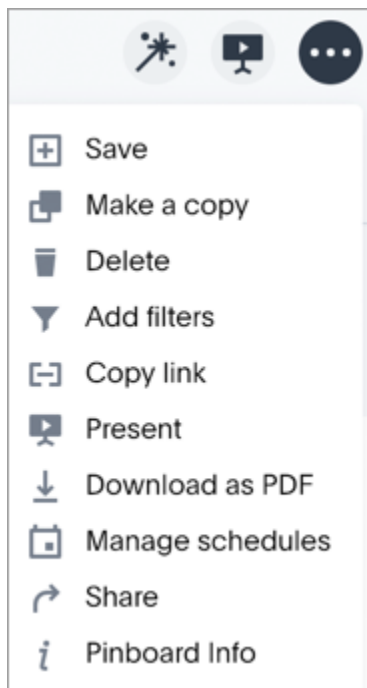 Save
Make a copy
Delete
Add filters
Copy link
Present
Download as PDF
Manage schedules
Share
Pinboard Info